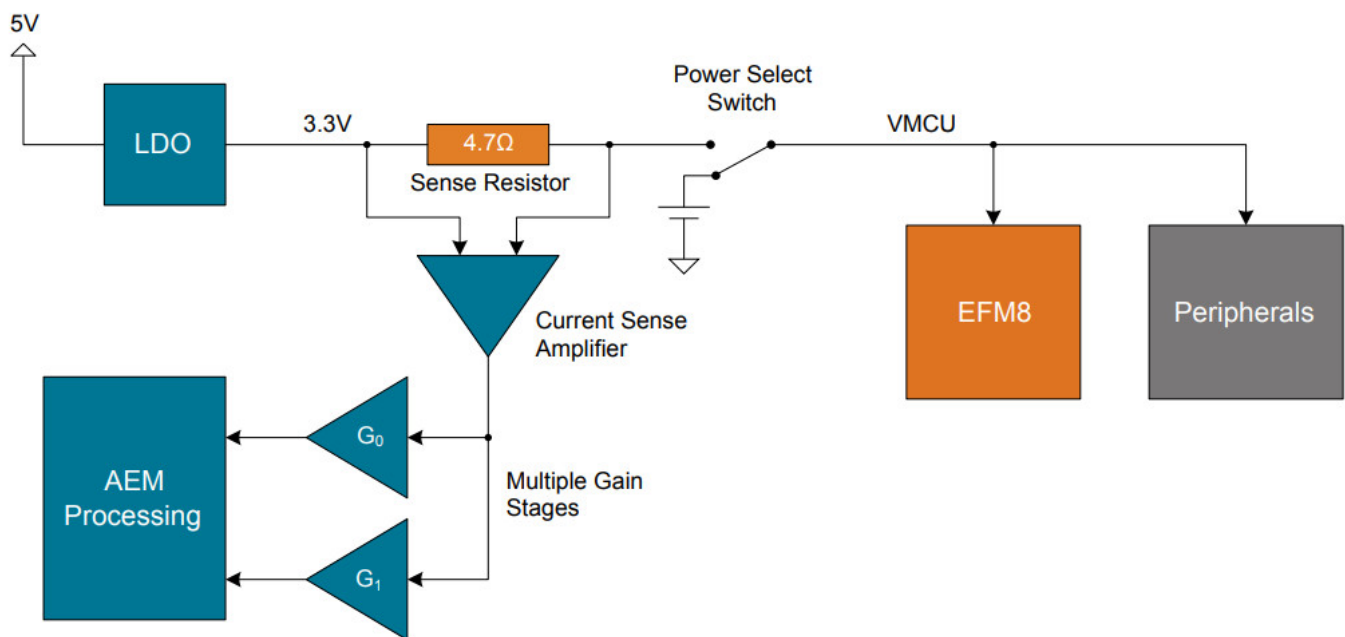 5V
LDO
3.3V
4.7Ω
Sense Resistor
Power Select
Switch
VMCU
Current Sense
Amplifier
EFM8
Peripherals
AEM
Processing
G₀
Multiple Gain
Stages
G₁